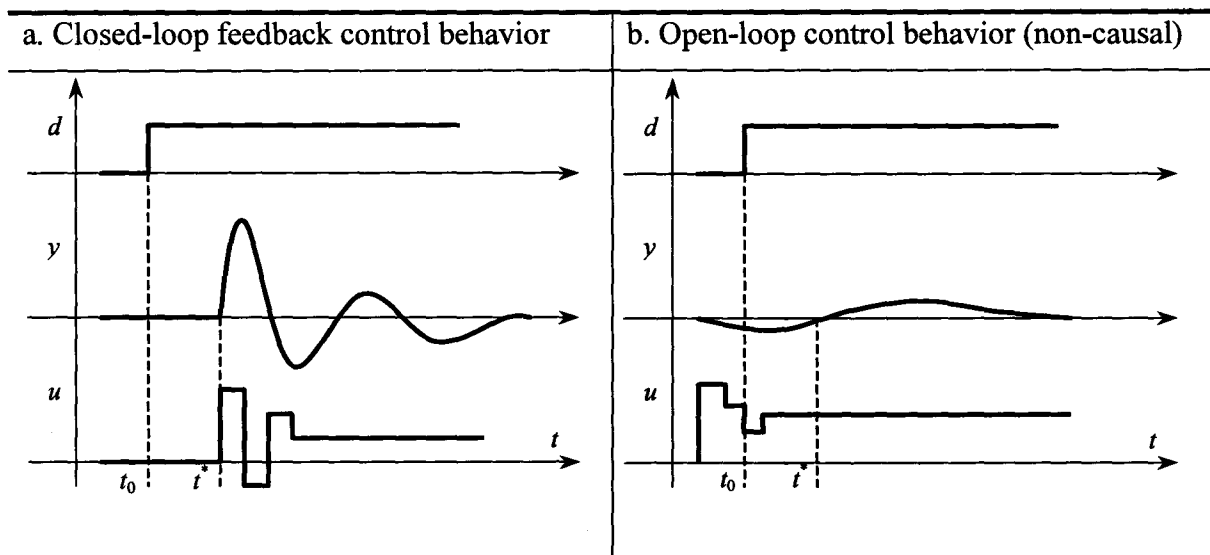 a. Closed-loop feedback control behavior
b. Open-loop control behavior (non-causal)
d
y
u
t
t0
t*
d
y
u
t
t0
t*